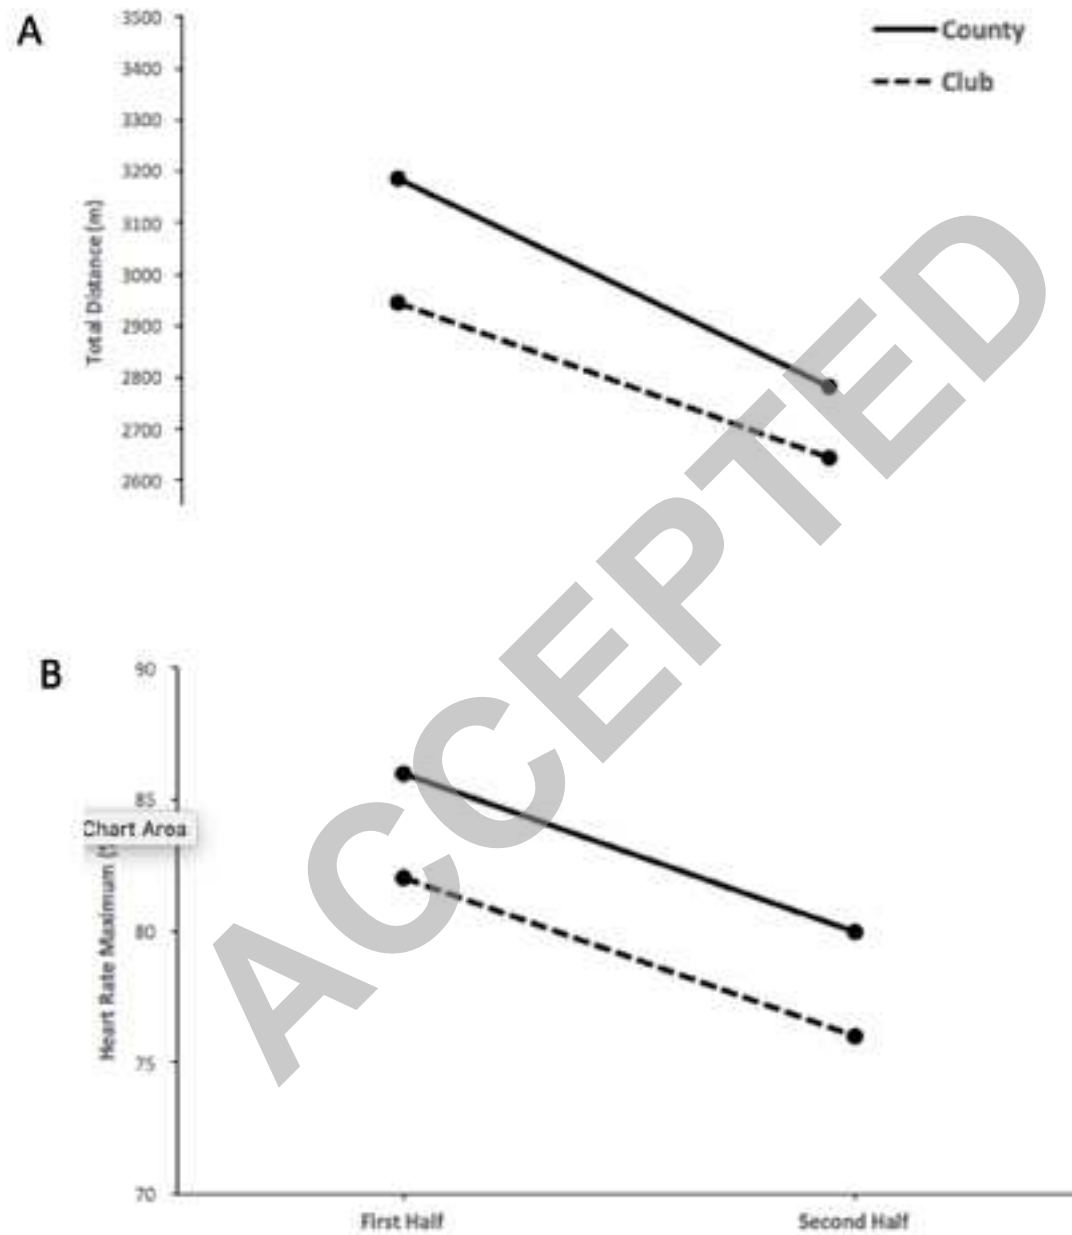 A
3500
County
3400
Club
3300
3200
3100
3000
2900
2800
2700
2600
Total Distance (m)
B
90
85
Chart Area
80
75
70
Heart Rate Maximum (
First Half Second Half
ACCEPTED